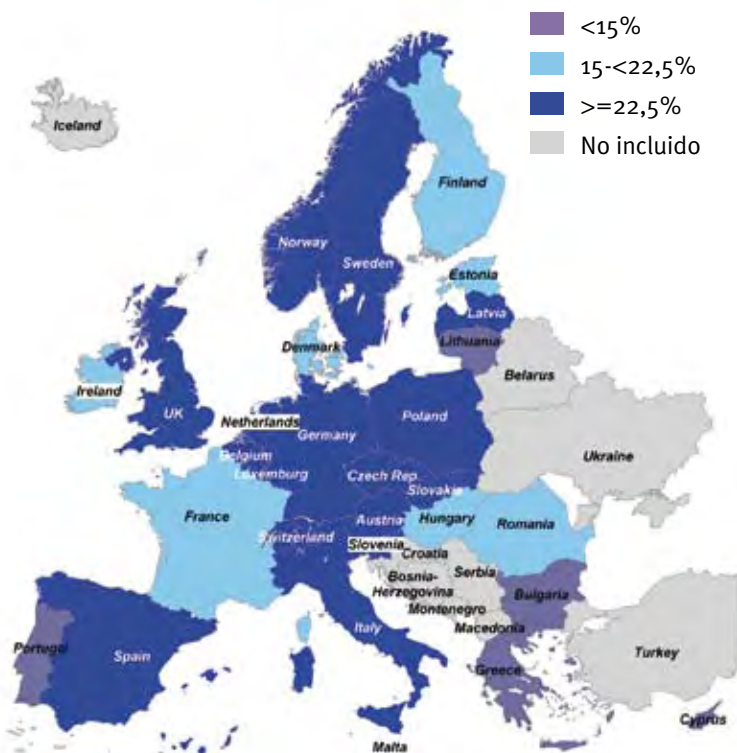 <15%
15-<22,5%
>=22,5%
No incluido
Iceland
Finland
Norway
Sweden
Estonia
Latvia
Lithuania
Denmark
Belarus
Ireland
UK
Netherlands
Germany
Poland
Ukraine
Belgium
Luxemburg
Czech Rep.
Slovakia
France
Switzerland
Austria
Hungary
Romania
Slovenia
Croatia
Bosnia-
Herzegovina
Serbia
Montenegro
Bulgaria
Macedonia
Portugal
Spain
Italy
Greece
Turkey
Cyprus
Malta